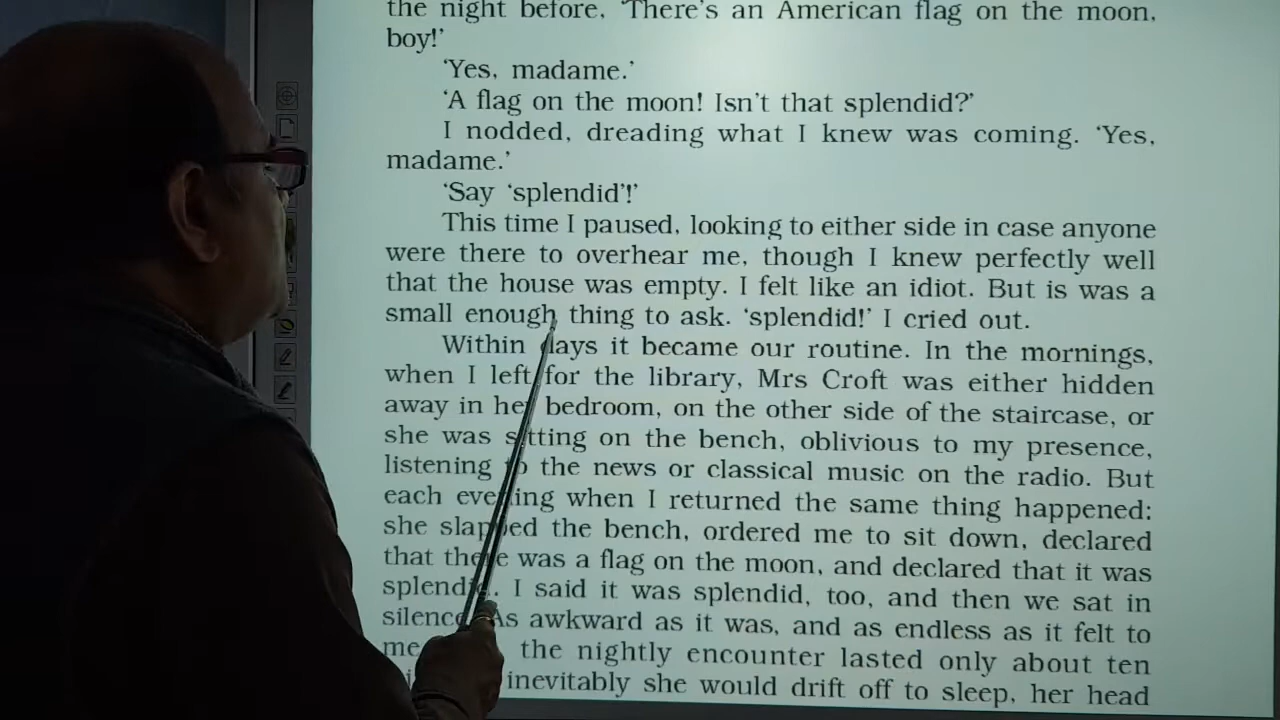 the night before, 'There's an American flag on the moon,
boy!'
'Yes, madame.'
'A flag on the moon! Isn't that splendid?'
I nodded, dreading what I knew was coming. 'Yes,
madame.'
'Say 'splendid'!'
This time I paused, looking to either side in case anyone
were there to overhear me, though I knew perfectly well
that the house was empty. I felt like an idiot. But is was a
small enough thing to ask. 'splendid!' I cried out.
Within days it became our routine. In the mornings,
when I left for the library, Mrs Croft was either hidden
away in her bedroom, on the other side of the staircase, or
she was sitting on the bench, oblivious to my presence,
listening to the news or classical music on the radio. But
each evening when I returned the same thing happened:
she slapped the bench, ordered me to sit down, declared
that there was a flag on the moon, and declared that it was
splendid. I said it was splendid, too, and then we sat in
silence. As awkward as it was, and as endless as it felt to
me the nightly encounter lasted only about ten
inevitably she would drift off to sleep, her head